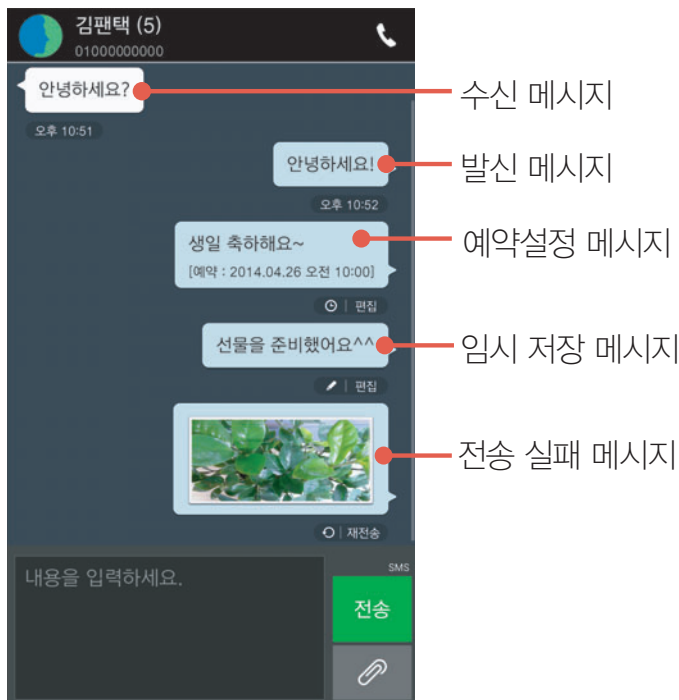 김팬택 (5)
01000000000
안녕하세요?
수신 메시지
오후 10:51
안녕하세요!
발신 메시지
오후 10:52
생일 축하해요~
예약설정 메시지
[예약 : 2014.04.26 오전 10:00]
편집
선물을 준비했어요^^
임시 저장 메시지
편집
전송 실패 메시지
재전송
SMS
내용을 입력하세요.
전송